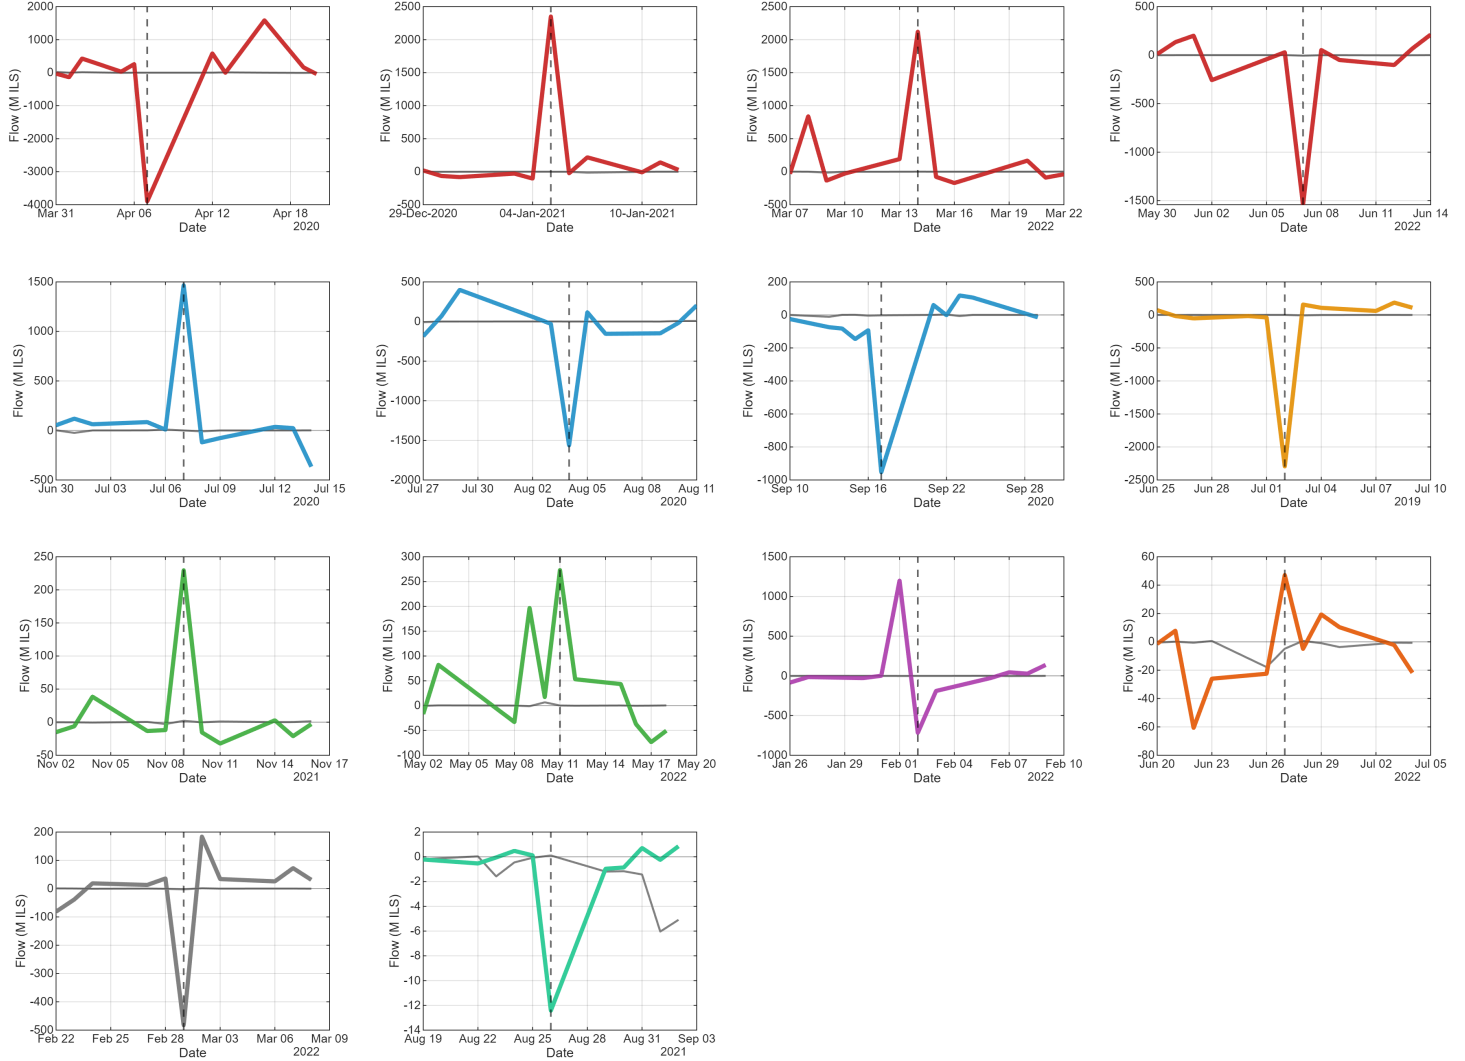 Flow (M ILS)
2000
1000
0
-1000
-2000
-3000
-4000
Mar 31 Apr 06 Apr 12 Apr 18
Date
2020
Flow (M ILS)
2500
2000
1500
1000
500
0
-500
29-Dec-2020 04-Jan-2021 10-Jan-2021
Date
Flow (M ILS)
2500
2000
1500
1000
500
0
-500
Mar 07 Mar 10 Mar 13 Mar 16 Mar 19 Mar 22
Date
2022
Flow (M ILS)
500
0
-500
-1000
-1500
May 30 Jun 02 Jun 05 Jun 08 Jun 11 Jun 14
Date
2022
Flow (M ILS)
1500
1000
500
0
-500
Jun 30 Jul 03 Jul 06 Jul 09 Jul 12 Jul 15
Date
2020
Flow (M ILS)
500
0
-500
-1000
-1500
-2000
Jul 27 Jul 30 Aug 02 Aug 05 Aug 08 Aug 11
Date
2020
Flow (M ILS)
200
0
-200
-400
-600
-800
-1000
Sep 10 Sep 16 Sep 22 Sep 28
Date
2020
Flow (M ILS)
500
0
-500
-1000
-1500
-2000
-2500
Jun 25 Jun 28 Jul 01 Jul 04 Jul 07 Jul 10
Date
2019
Flow (M ILS)
250
200
150
100
50
0
-50
Nov 02 Nov 05 Nov 08 Nov 11 Nov 14 Nov 17
Date
2021
Flow (M ILS)
300
250
200
150
100
50
0
-50
-100
May 02 May 05 May 08 May 11 May 14 May 17 May 20
Date
2022
Flow (M ILS)
1500
1000
500
0
-500
-1000
Jan 26 Jan 29 Feb 01 Feb 04 Feb 07 Feb 10
Date
2022
Flow (M ILS)
60
40
20
0
-20
-40
-60
-80
Jun 20 Jun 23 Jun 26 Jun 29 Jul 02 Jul 05
Date
2022
Flow (M ILS)
200
100
0
-100
-200
-300
-400
-500
Feb 22 Feb 25 Feb 28 Mar 03 Mar 06 Mar 09
Date
2022
Flow (M ILS)
2
0
-2
-4
-6
-8
-10
-12
-14
Aug 19 Aug 22 Aug 25 Aug 28 Aug 31 Sep 03
Date
2021